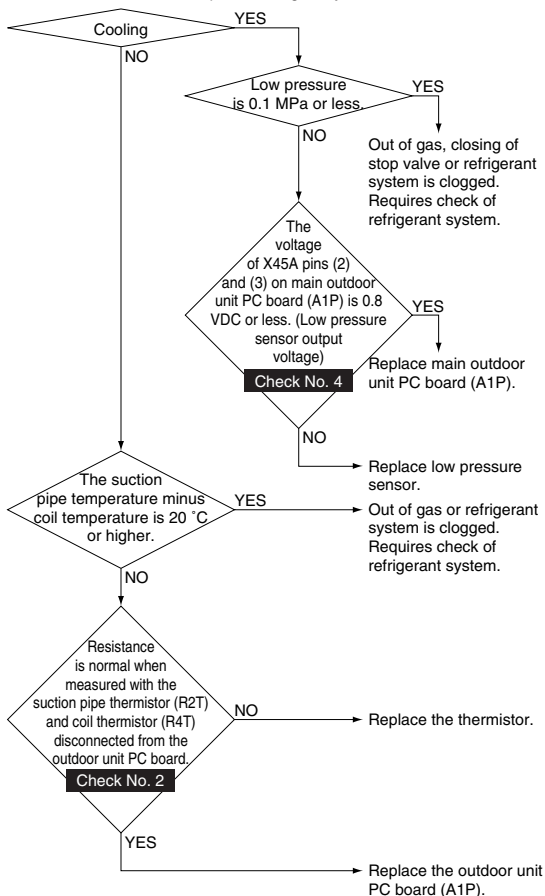 Cooling
YES
NO
Low pressure
is 0.1 MPa or less.
YES
NO
Out of gas, closing of
stop valve or refrigerant
system is clogged.
Requires check of
refrigerant system.
The
voltage
of X45A pins (2)
and (3) on main outdoor
unit PC board (A1P) is 0.8
VDC or less. (Low pressure
sensor output
voltage)
Check No. 4
YES
Replace main outdoor
unit PC board (A1P).
NO
Replace low pressure
sensor.
The suction
pipe temperature minus
coil temperature is 20 ˚C
or higher.
YES
Out of gas or refrigerant
system is clogged.
Requires check of
refrigerant system.
NO
Resistance
is normal when
measured with the
suction pipe thermistor (R2T)
and coil thermistor (R4T)
disconnected from the
outdoor unit PC board.
Check No. 2
NO
Replace the thermistor.
YES
Replace the outdoor unit
PC board (A1P).